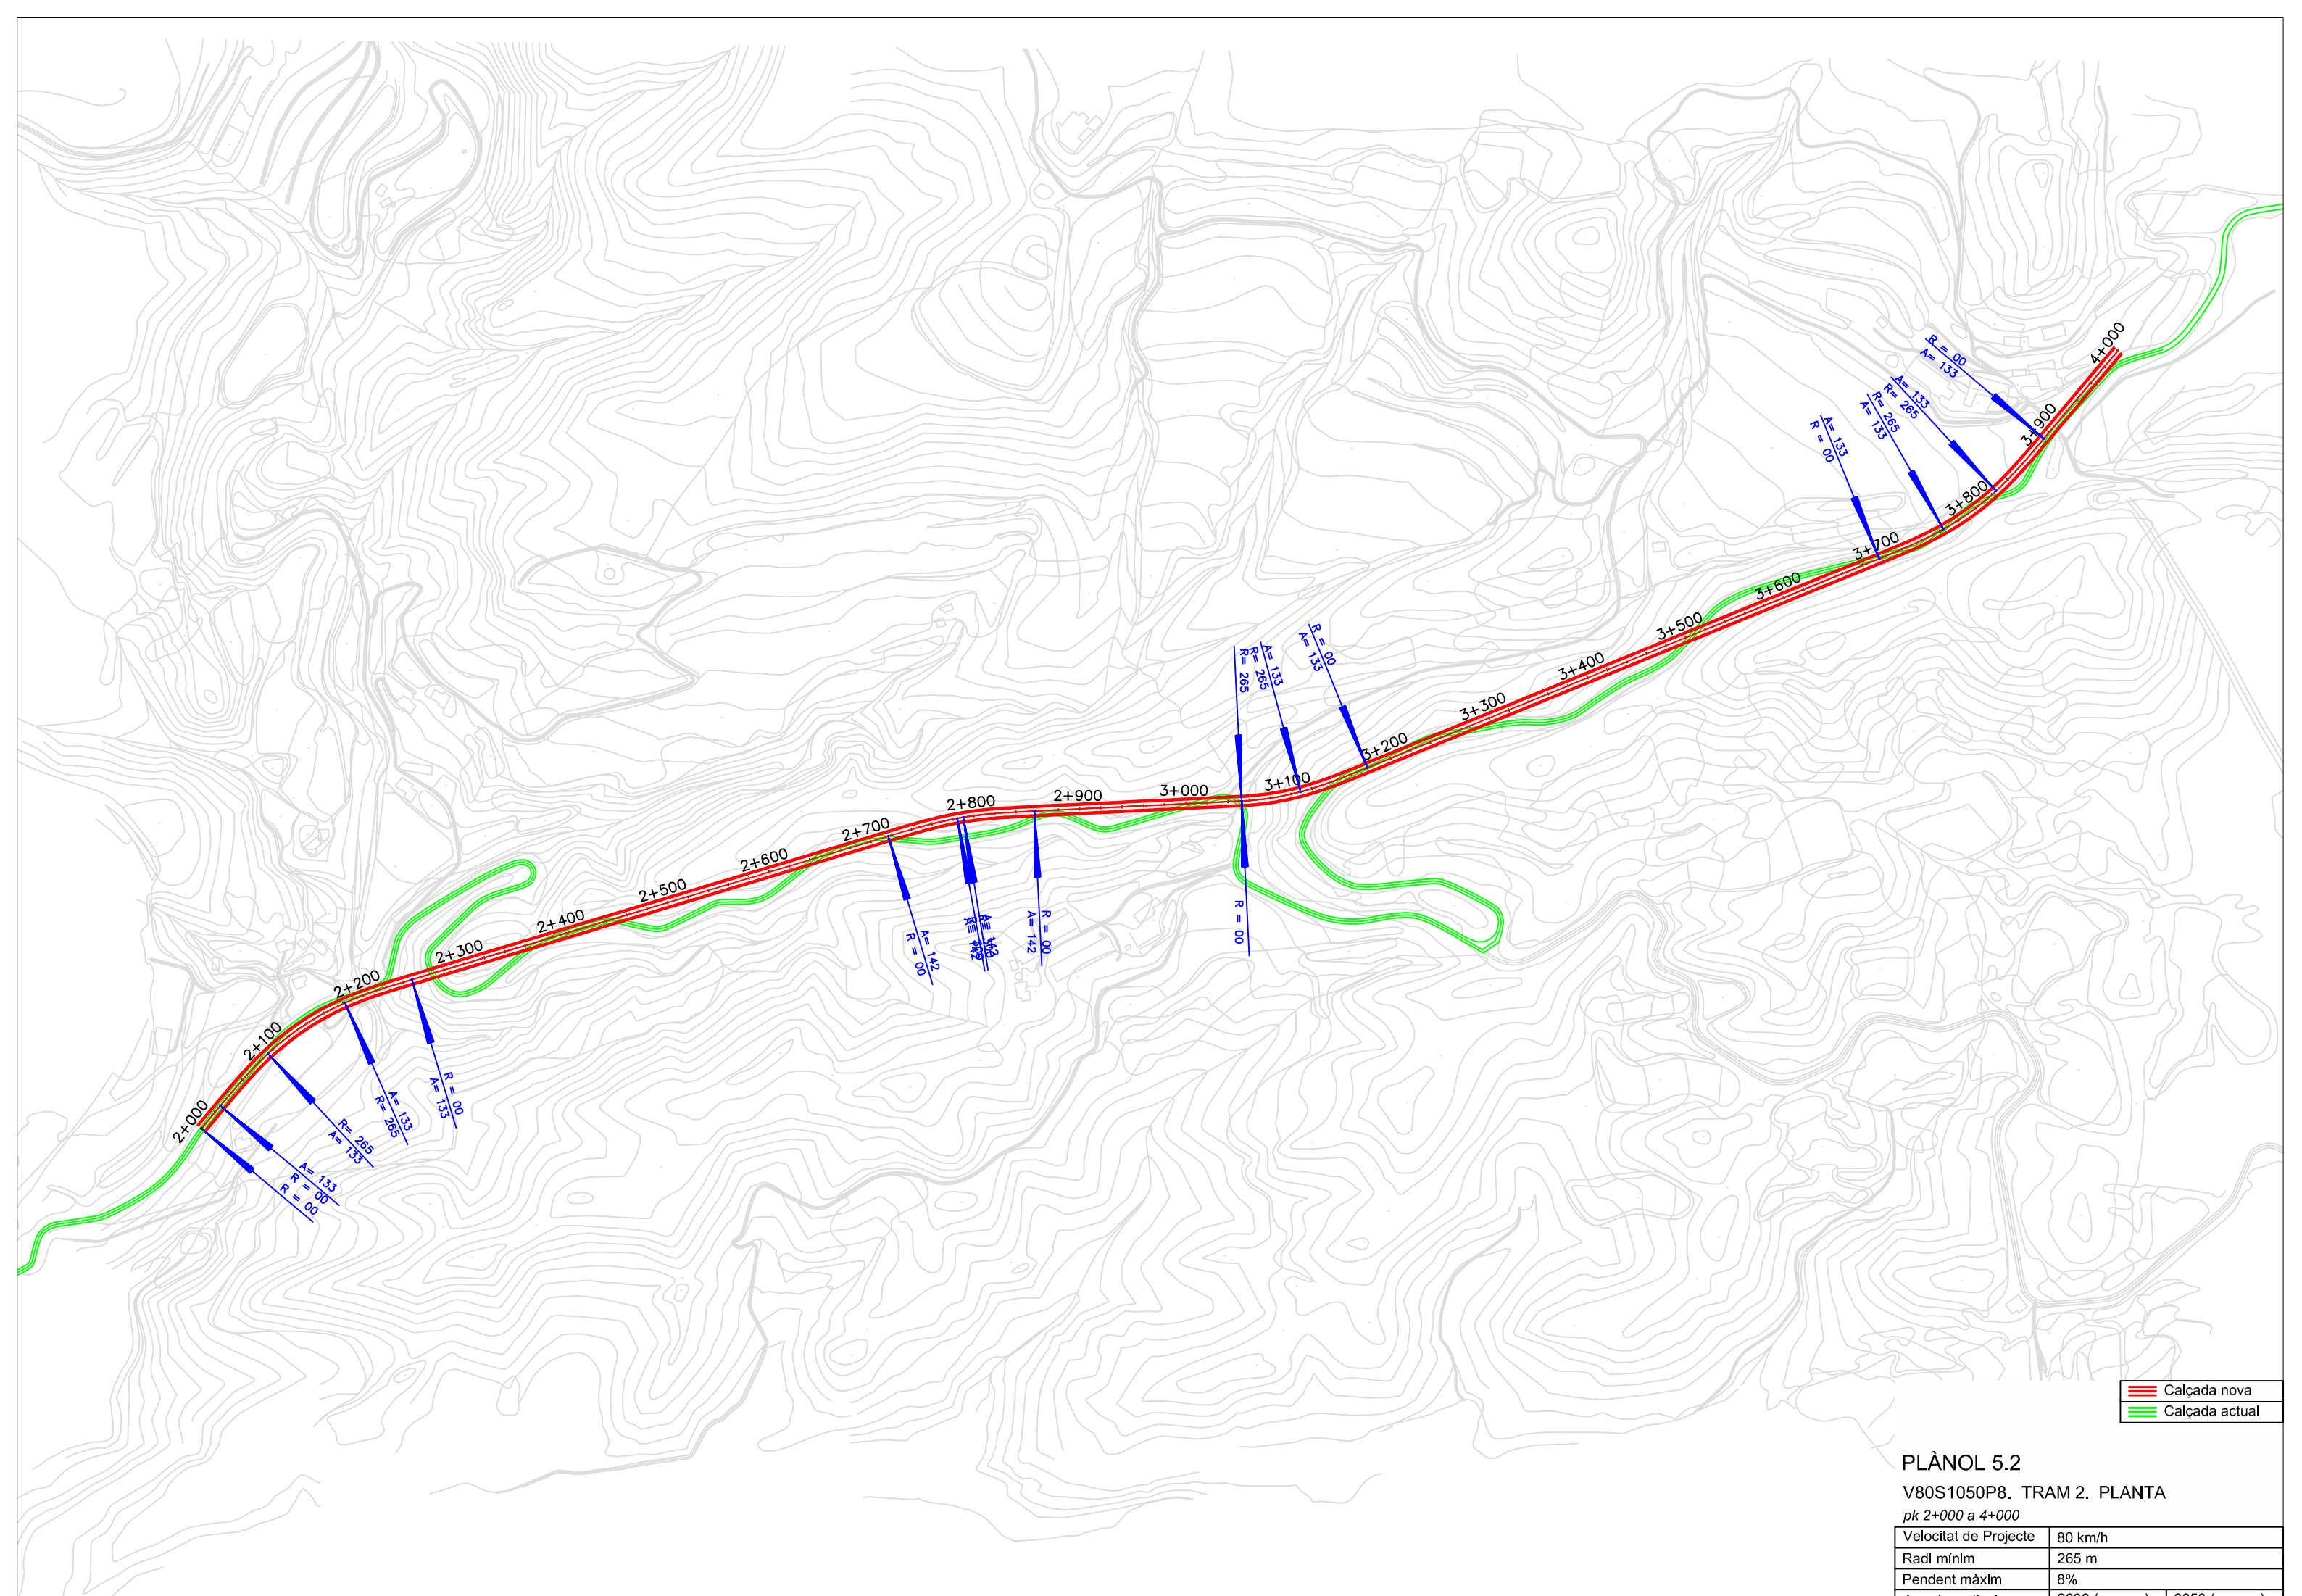 4+000
R = 00
A= 133
3+900
A= 133
R= 265
R= 265
A= 133
3+800
A= 133
R = 00
3+700
3+600
3+500
R = 00
A= 133
3+400
A= 133
R= 265
R= 265
3+300
3+200
3+100
3+000
2+900
2+800
2+700
2+600
2+500
2+400
2+300
2+200
2+100
2+000
A= 142
R = 00
A= 142
R = 00
A= 142
R = 00
R = 00
A= 133
A= 133
R= 265
R= 265
A= 133
A= 133
R = 00
R = 00
Calçada nova
Calçada actual
PLÀNOL 5.2
V80S1050P8. TRAM 2. PLANTA
pk 2+000 a 4+000
Velocitat de Projecte 80 km/h
Radi mínim 265 m
Pendent màxim 8%